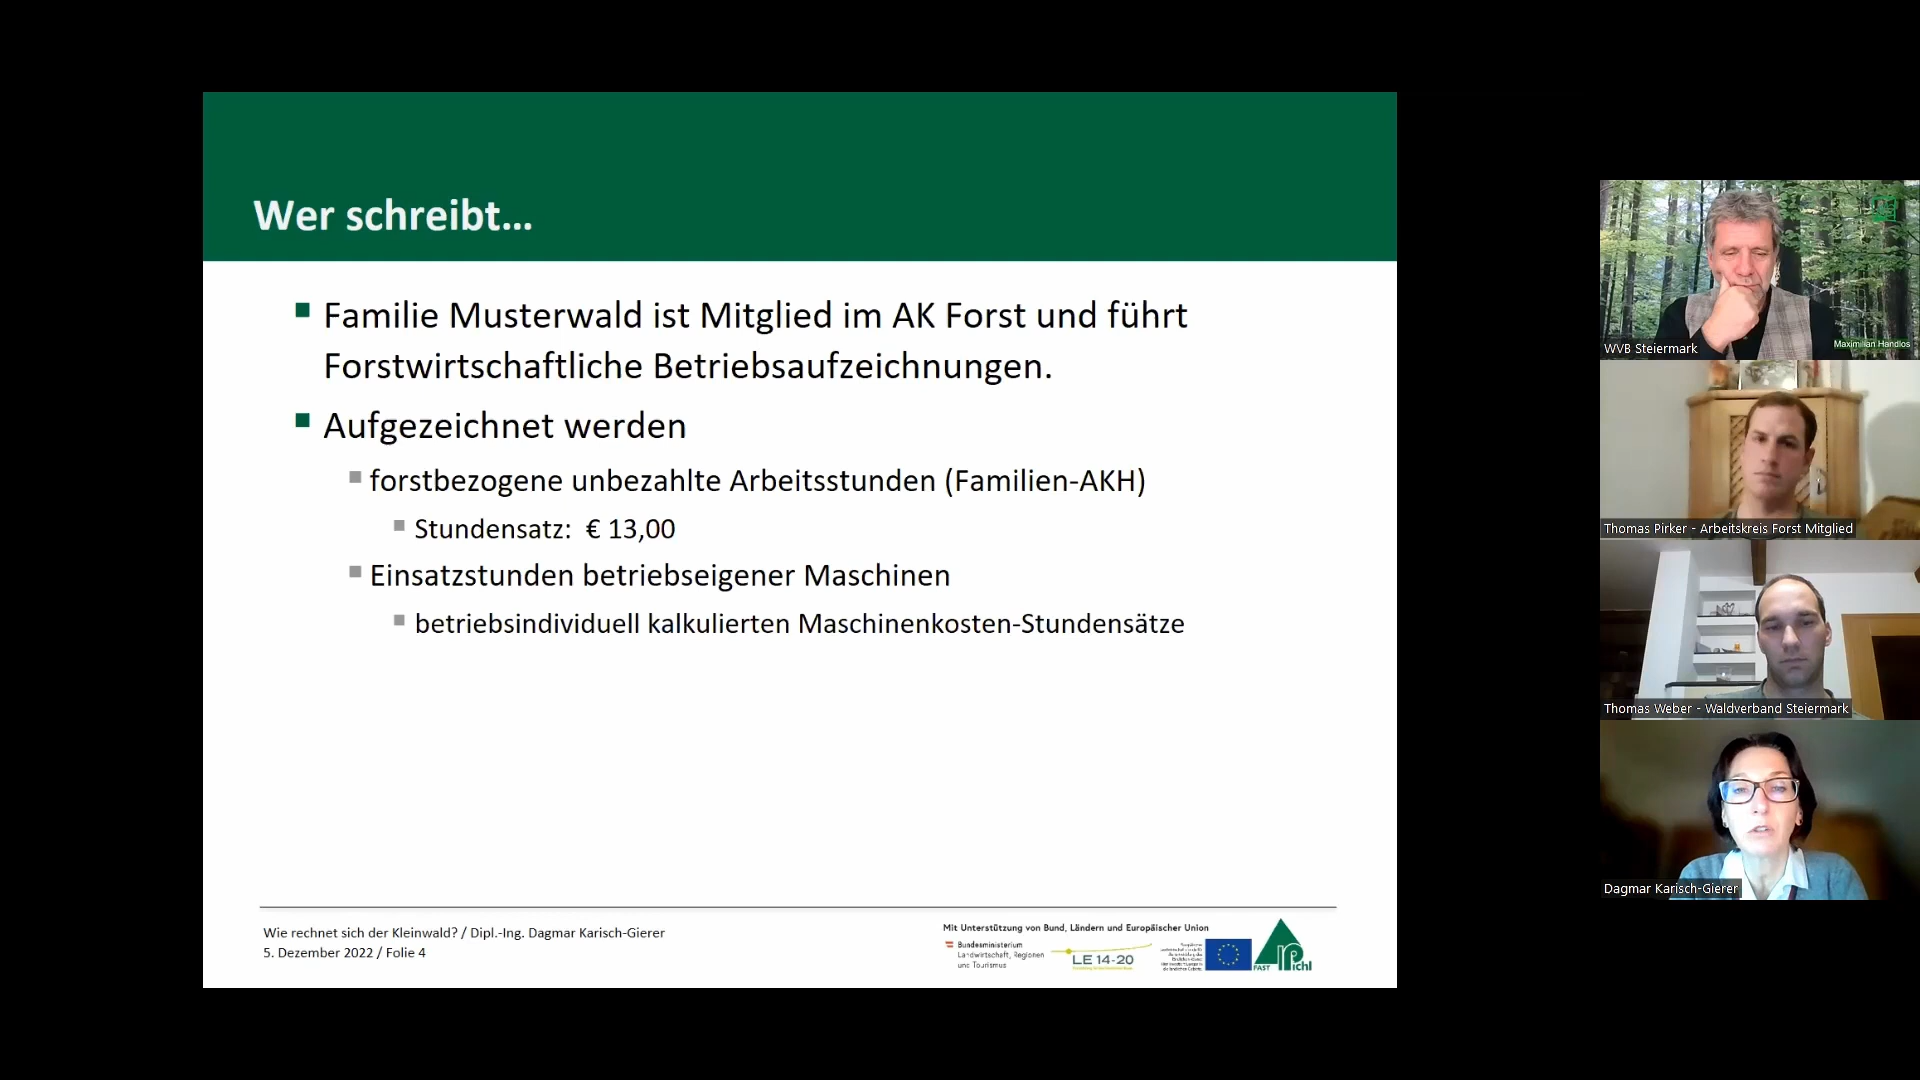 Wer schreibt...
Familie Musterwald ist Mitglied im AK Forst und führt
Forstwirtschaftliche Betriebsaufzeichnungen.
Aufgezeichnet werden
forstbezogene unbezahlte Arbeitsstunden (Familien-AKH)
Stundensatz: € 13,00
Einsatzstunden betriebseigener Maschinen
betriebsindividuell kalkulierten Maschinenkosten-Stundensätze
Wie rechnet sich der Kleinwald? / Dipl.-Ing. Dagmar Karisch-Gierer
5. Dezember 2022 / Folie 4
Mit Unterstützung von Bund, Ländern und Europäischer Union
Bundesministerium
Landwirtschaft, Regionen
und Tourismus
LE 14-20
FAST Pichl
Maximilian Handlos
WVB Steiermark
Thomas Pirker - Arbeitskreis Forst Mitglied
Thomas Weber - Waldverband Steiermark
Dagmar Karisch-Gierer